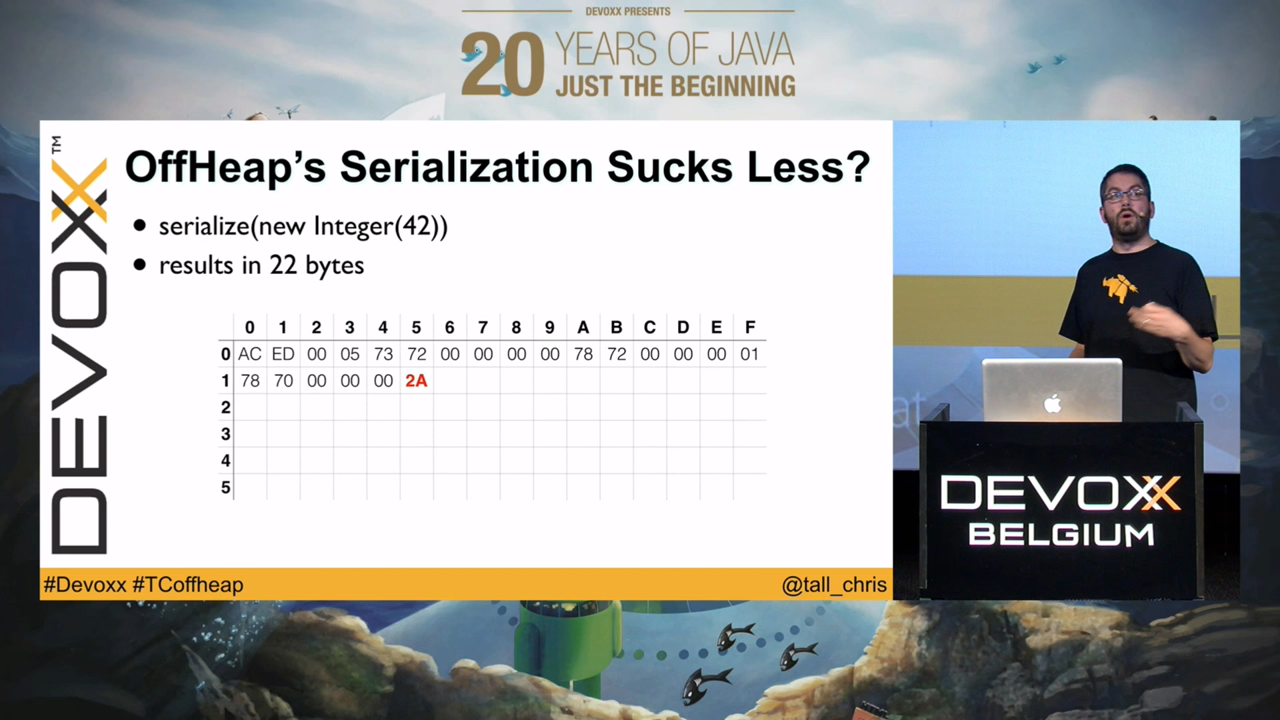 DEVOXX PRESENTS
20 YEARS OF JAVA
JUST THE BEGINNING
DEVOXX™
OffHeap's Serialization Sucks Less?
• serialize(new Integer(42))
• results in 22 bytes
0 1 2 3 4 5 6 7 8 9 A B C D E F
0 AC ED 00 05 73 72 00 00 00 00 78 72 00 00 00 01
1 78 70 00 00 00 2A
2
3
4
5
#Devoxx #TCoffheap
@tall_chris
at
DEVOXX
BELGIUM